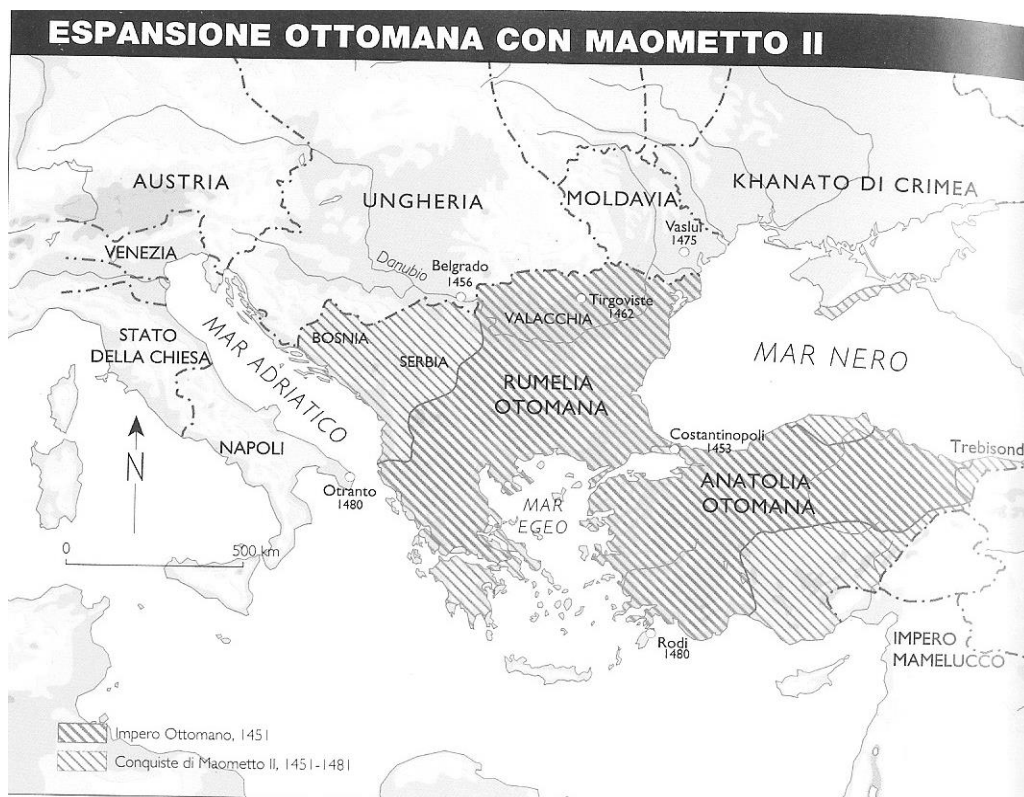 ESPANSIONE OTTOMANA CON MAOMETTO II
AUSTRIA
UNGHERIA
MOLDAVIA
KHANATO DI CRIMEA
Vaslui
1475
VENEZIA
Danubio
Belgrado
1456
Tirgoviste
1462
VALACCHIA
BOSNIA
SERBIA
STATO
DELLA CHIESA
MAR ADRIATICO
MAR NERO
RUMELIA
OTOMANA
NAPOLI
N
Costantinopoli
1453
Trebisond
ANATOLIA
OTOMANA
Otranto
1480
MAR
EGEO
0
500 km
Rodi
1480
IMPERO
MAMELUCCO
Impero Ottomano, 1451
Conquiste di Maometto II, 1451-1481